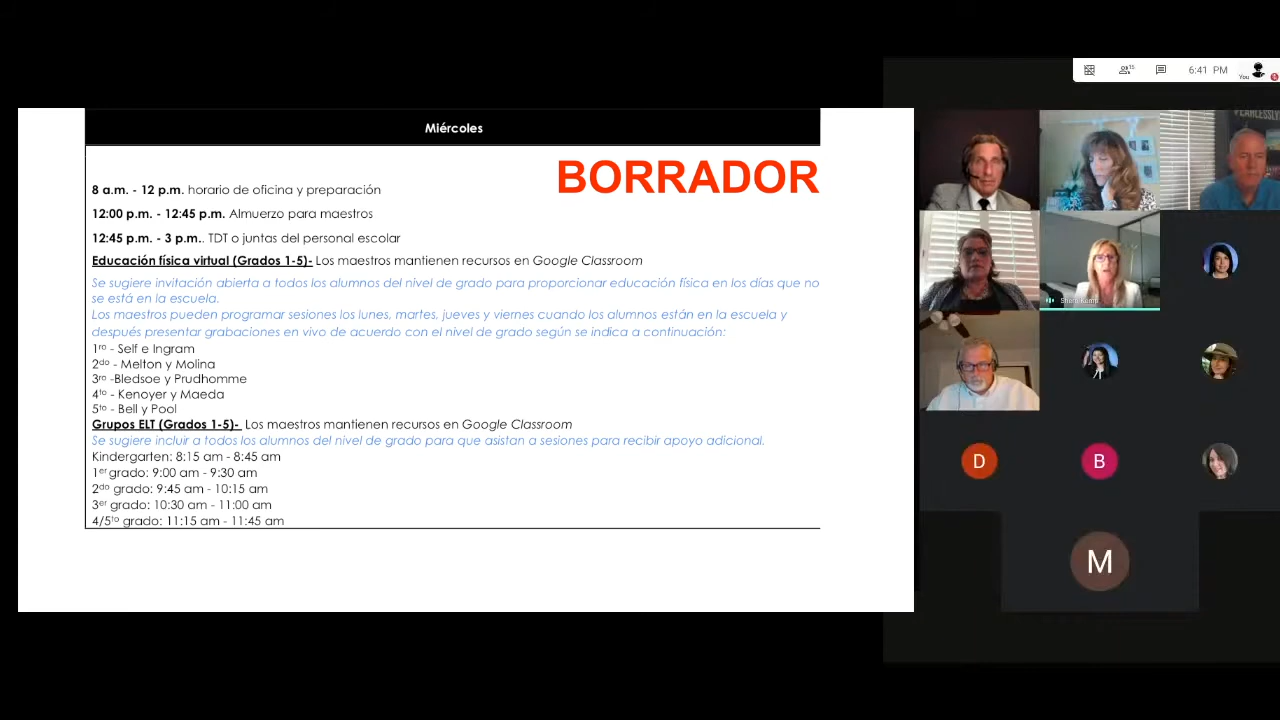 Miércoles
BORRADOR
8 a.m. - 12 p.m. horario de oficina y preparación
12:00 p.m. - 12:45 p.m. Almuerzo para maestros
12:45 p.m. - 3 p.m.. TDT o juntas del personal escolar
Educación física virtual (Grados 1-5)- Los maestros mantienen recursos en Google Classroom
Se sugiere invitación abierta a todos los alumnos del nivel de grado para proporcionar educación física en los días que no
se está en la escuela.
Los maestros pueden programar sesiones los lunes, martes, jueves y viernes cuando los alumnos están en la escuela y
después presentar grabaciones en vivo de acuerdo con el nivel de grado según se indica a continuación:
1ro - Self e Ingram
2do - Melton y Molina
3ro -Bledsoe y Prudhomme
4to - Kenoyer y Maeda
5to - Bell y Pool
Grupos ELT (Grados 1-5)- Los maestros mantienen recursos en Google Classroom
Se sugiere incluir a todos los alumnos del nivel de grado para que asistan a sesiones para recibir apoyo adicional.
Kindergarten: 8:15 am - 8:45 am
1er grado: 9:00 am - 9:30 am
2do grado: 9:45 am - 10:15 am
3er grado: 10:30 am - 11:00 am
4/5to grado: 11:15 am - 11:45 am
15
6:41 PM
You
D
B
M